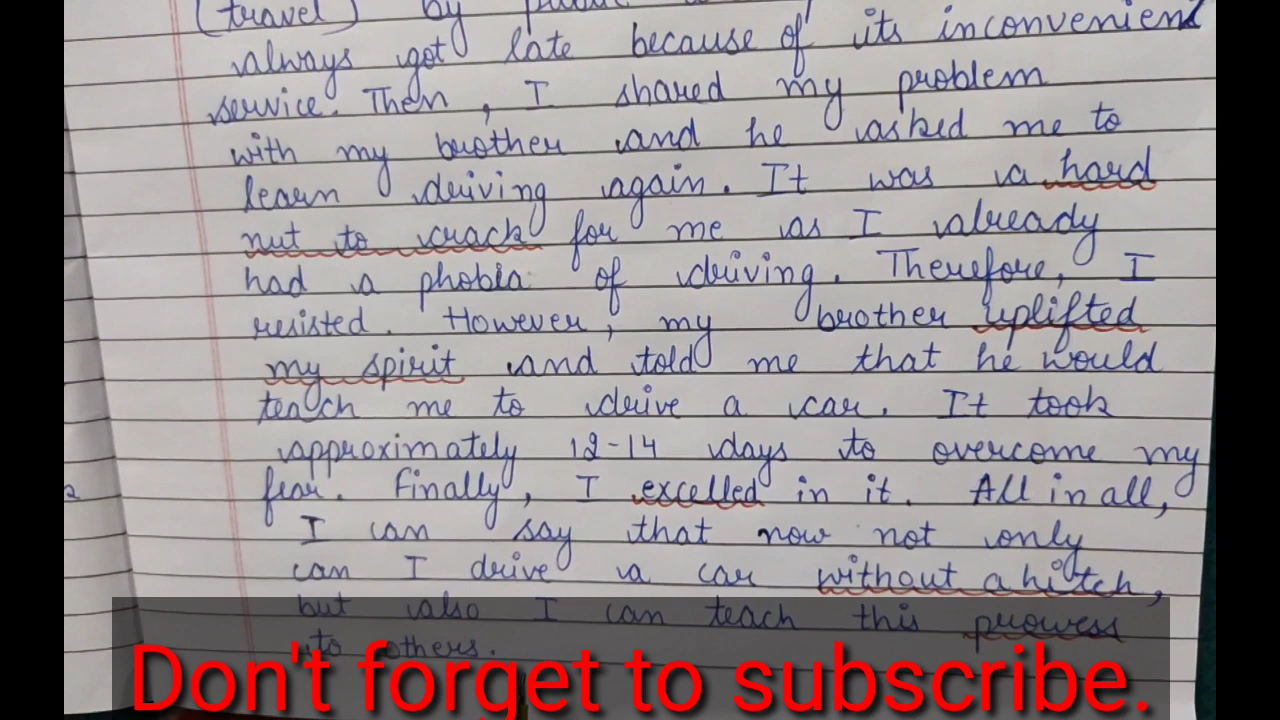 (travel) by
always got late because of its inconvenient
service. Then, I shared my problem
with my brother and he asked me to
learn driving again. It was a hard
nut to crack for me as I already
had a phobia of driving. Therefore, I
resisted. However, my brother uplifted
my spirit and told me that he would
teach me to drive a car. It took
approximately 12-14 days to overcome my
fear. Finally, I excelled in it. All in all,
I can say that now not only
can I drive a car without a hitch,
but also I can teach this prowess
to others.
Don't forget to subscribe.